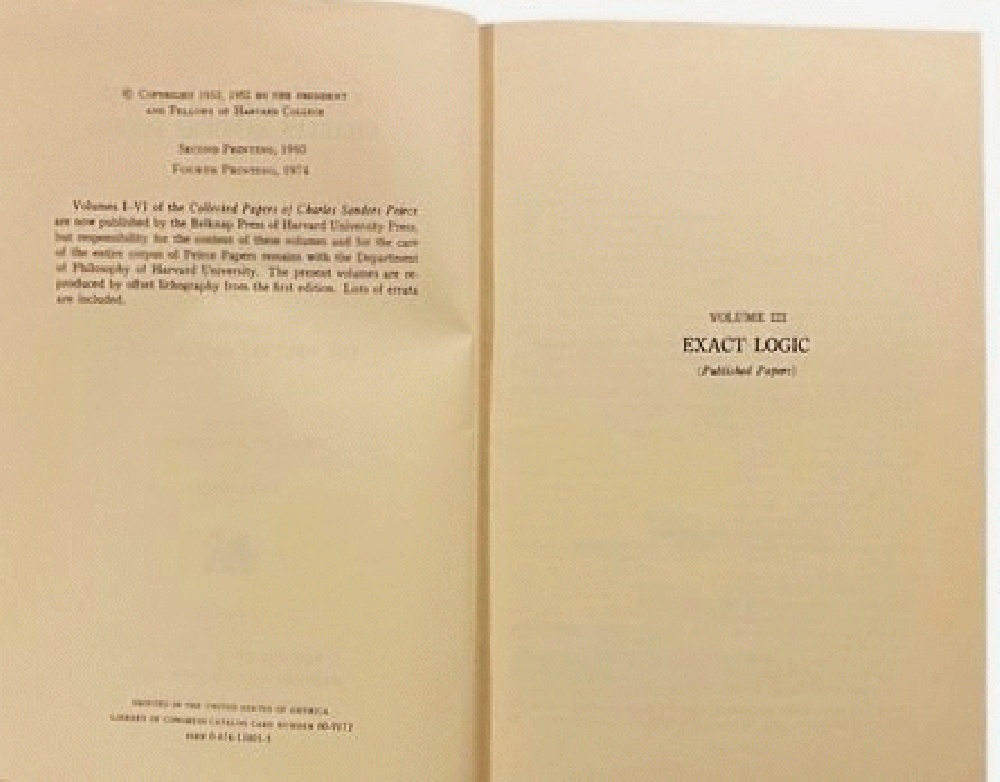 © COPYRIGHT BY THE PRESIDENT
AND FELLOWS OF HARVARD COLLEGE
SECOND PRINTING, 1960
FOURTH PRINTING, 1974
Volumes I–VI of the Collected Papers of Charles Sanders Peirce
are now published by the Belknap Press of Harvard University Press,
but responsibility for the content of these volumes and for the care
of the entire corpus of Peirce Papers remains with the Department
of Philosophy of Harvard University. The present volumes are re-
produced by offset lithography from the first edition. Lists of errata
are included.
PRINTED IN THE UNITED STATES OF AMERICA
LIBRARY OF CONGRESS CATALOG CARD NUMBER
ISBN
VOLUME III
EXACT LOGIC
(Published Papers)